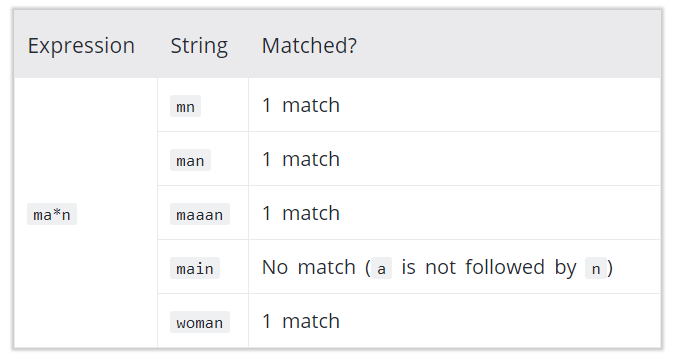 Expression String Matched?
mn 1 match
man 1 match
ma*n maaan 1 match
main No match (a is not followed by n)
woman 1 match